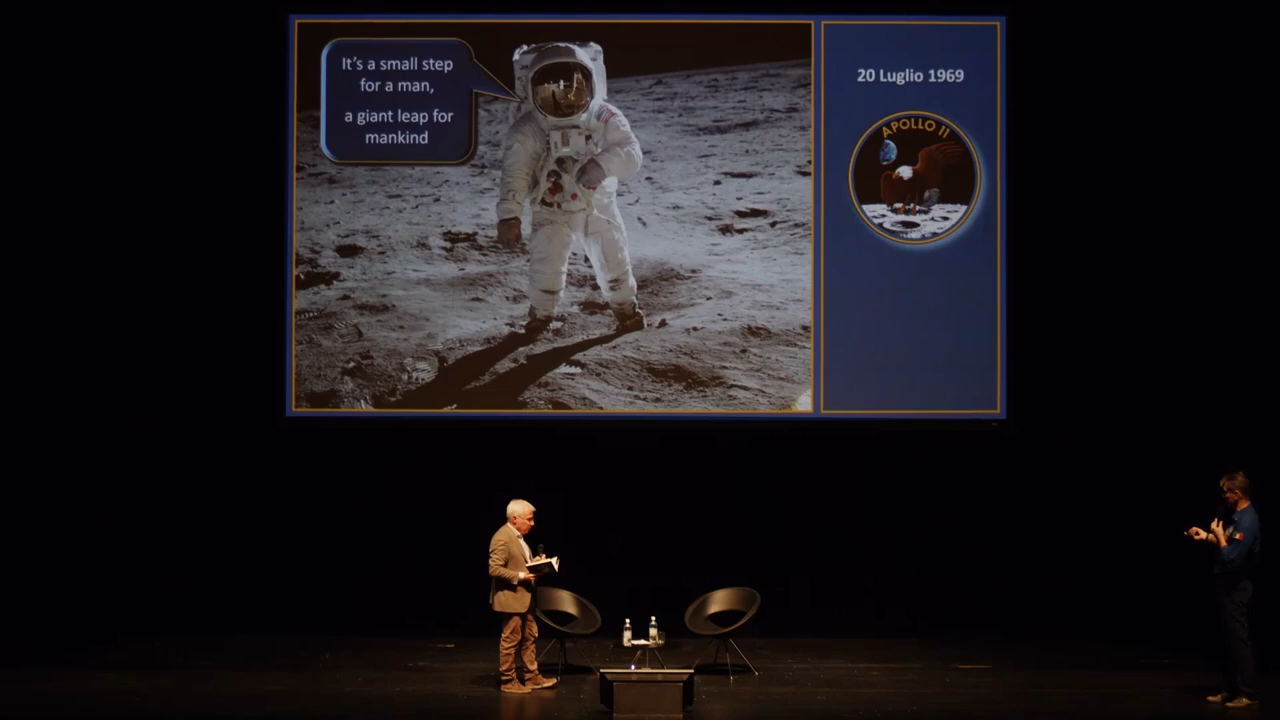 It's a small step
for a man,
a giant leap for
mankind
20 Luglio 1969
APOLLO 11